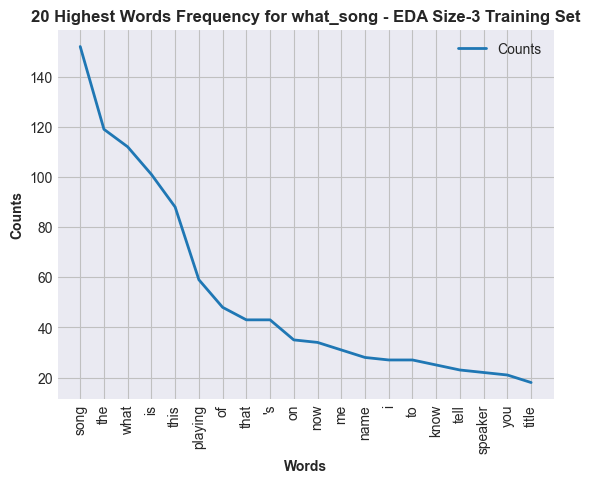 20 Highest Words Frequency for what_song - EDA Size-3 Training Set
Counts
140
120
100
80
60
40
20
Counts
song the what is this playing of that 's on now me name i to know tell speaker you title
Words